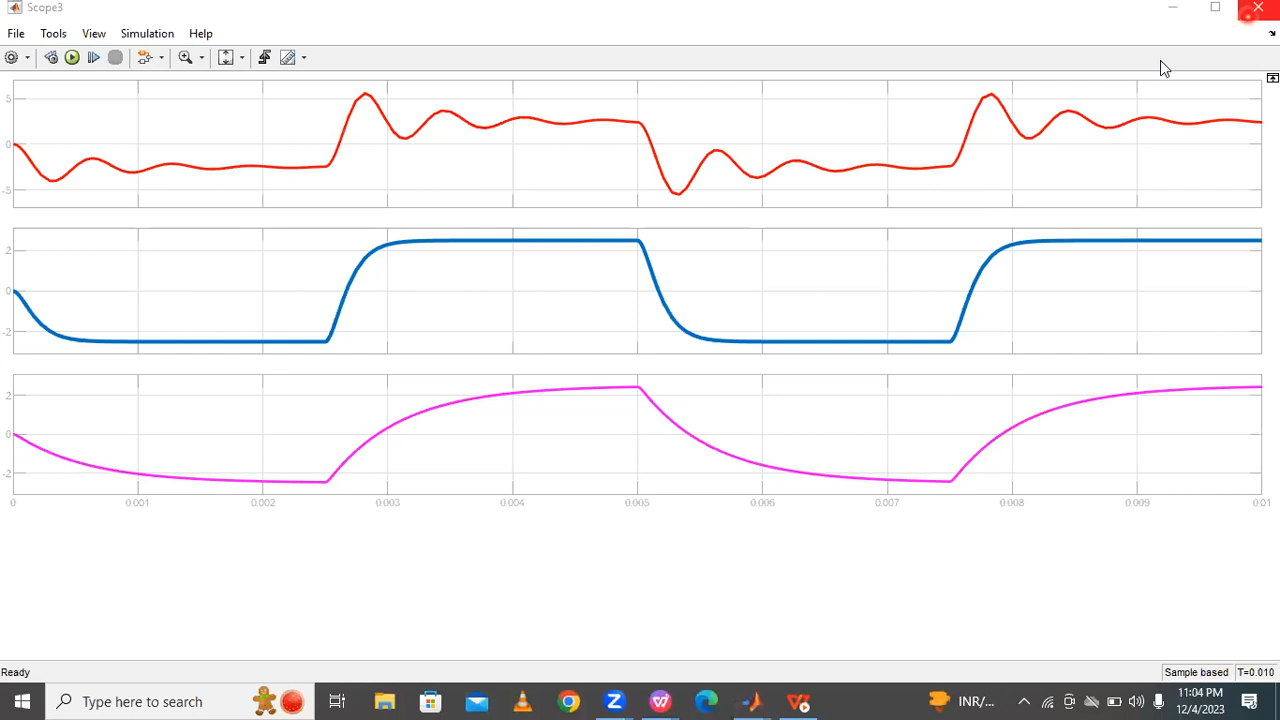 Scope3
File Tools View Simulation Help
5
0
-5
2
0
-2
2
0
-2
0 0.001 0.002 0.003 0.004 0.005 0.006 0.007 0.008 0.009 0.01
Ready Sample based T=0.010
Type here to search INR/... 11:04 PM
12/4/2023